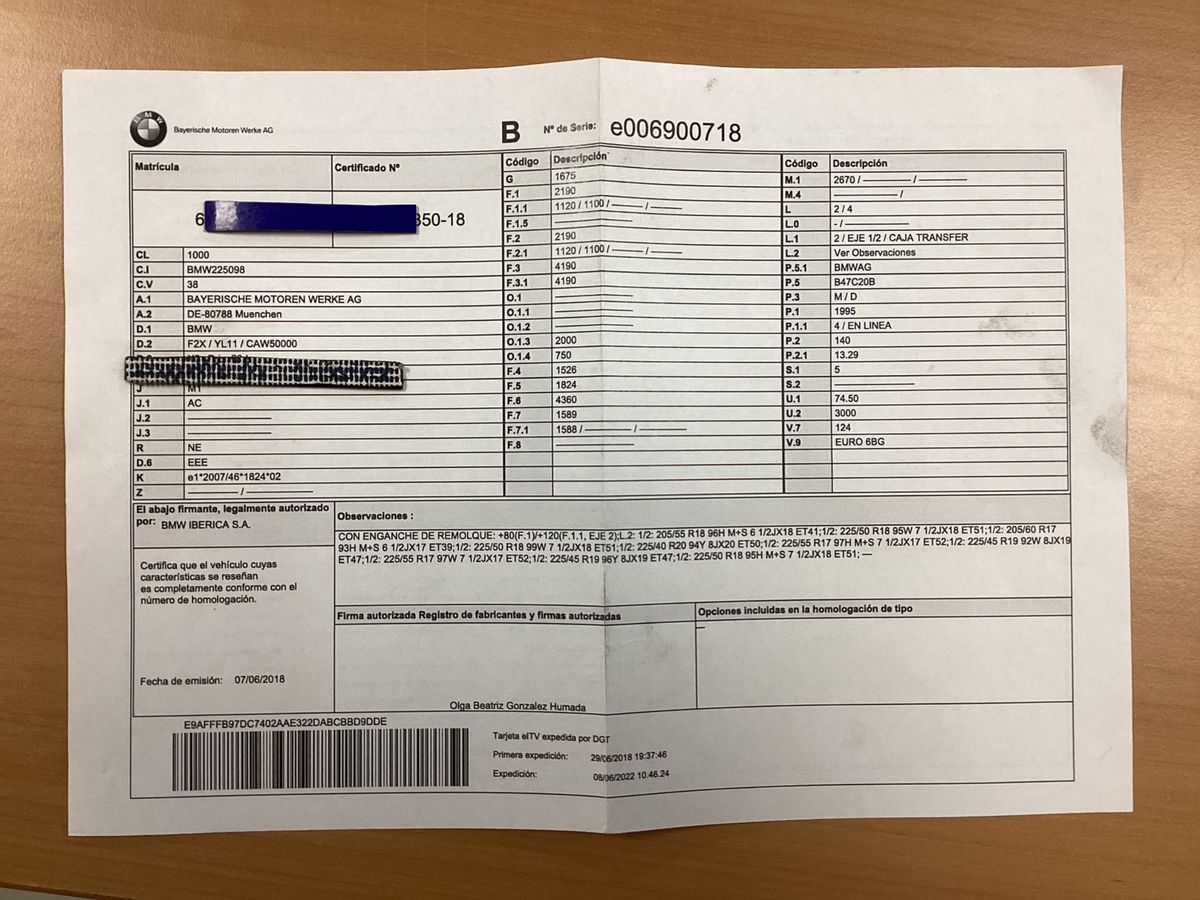 BMW
Bayerische Motoren Werke AG
B Nº de Serie: e006900718
Matrícula
Certificado Nº
6
350-18
CL 1000
C.I BMW225098
C.V 38
A.1 BAYERISCHE MOTOREN WERKE AG
A.2 DE-80788 Muenchen
D.1 BMW
D.2 F2X / YL11 / CAW50000
J M1
J.1 AC
J.2 ————
J.3 ————
R NE
D.6 EEE
K e1*2007/46*1824*02
Z ———— / ————
Código Descripción
G 1675
F.1 2190
F.1.1 1120 / 1100 / ——— / ———
F.1.5 ————
F.2 2190
F.2.1 1120 / 1100 / ——— / ———
F.3 4190
F.3.1 4190
O.1 ————
O.1.1 ————
O.1.2 ————
O.1.3 2000
O.1.4 750
F.4 1526
F.5 1824
F.6 4360
F.7 1589
F.7.1 1588 / ——— / ———
F.8 ————
Código Descripción
M.1 2670 / ——— / ———
M.4 ———— /
L 2 / 4
L.0 - / ————
L.1 2 / EJE 1/2 / CAJA TRANSFER
L.2 Ver Observaciones
P.5.1 BMWAG
P.5 B47C20B
P.3 M / D
P.1 1995
P.1.1 4 / EN LINEA
P.2 140
P.2.1 13.29
S.1 5
S.2 ————
U.1 74.50
U.2 3000
V.7 124
V.9 EURO 6BG
El abajo firmante, legalmente autorizado
por: BMW IBERICA S.A.
Certifica que el vehículo cuyas
características se reseñan
es completamente conforme con el
número de homologación.
Fecha de emisión: 07/06/2018
Observaciones :
CON ENGANCHE DE REMOLQUE: +80(F.1)/+120(F.1.1, EJE 2);L.2: 1/2: 205/55 R18 96H M+S 6 1/2JX18 ET41;1/2: 225/50 R18 95W 7 1/2JX18 ET51;1/2: 205/60 R17
93H M+S 6 1/2JX17 ET39;1/2: 225/50 R18 99W 7 1/2JX18 ET51;1/2: 225/40 R20 94Y 8JX20 ET50;1/2: 225/55 R17 97H M+S 7 1/2JX17 ET52;1/2: 225/45 R19 92W 8JX19
ET47;1/2: 225/55 R17 97W 7 1/2JX17 ET52;1/2: 225/45 R19 96Y 8JX19 ET47;1/2: 225/50 R18 95H M+S 7 1/2JX18 ET51; —
Firma autorizada Registro de fabricantes y firmas autorizadas
Olga Beatriz Gonzalez Humada
Opciones incluidas en la homologación de tipo
—
E9AFFFB97DC7402AAE322DABCBBD9DDE
Tarjeta eITV expedida por DGT
Primera expedición: 29/06/2018 19:37:46
Expedición: 08/06/2022 10.46.24